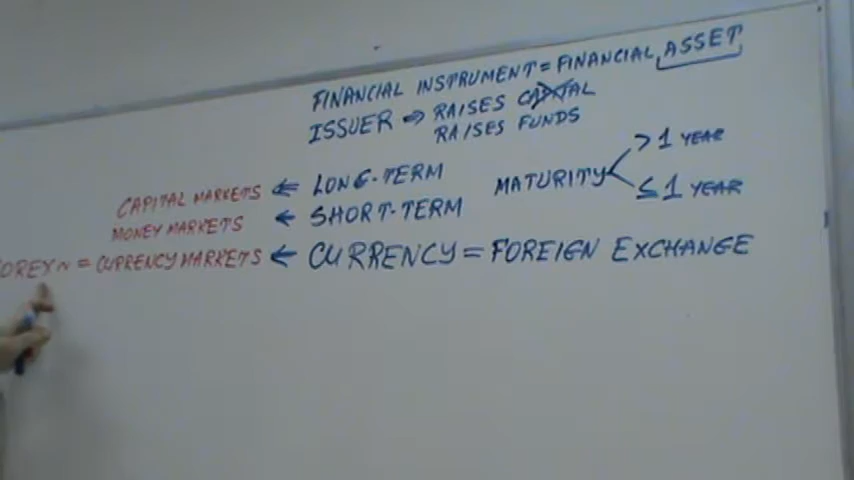 FINANCIAL INSTRUMENT = FINANCIAL ASSET
ISSUER ⇒ RAISES CAPITAL
RAISES FUNDS
CAPITAL MARKETS ⇐ LONG-TERM MATURITY < > 1 YEAR
≤ 1 YEAR
MONEY MARKETS ← SHORT-TERM
= CURRENCY MARKETS ← CURRENCY = FOREIGN EXCHANGE